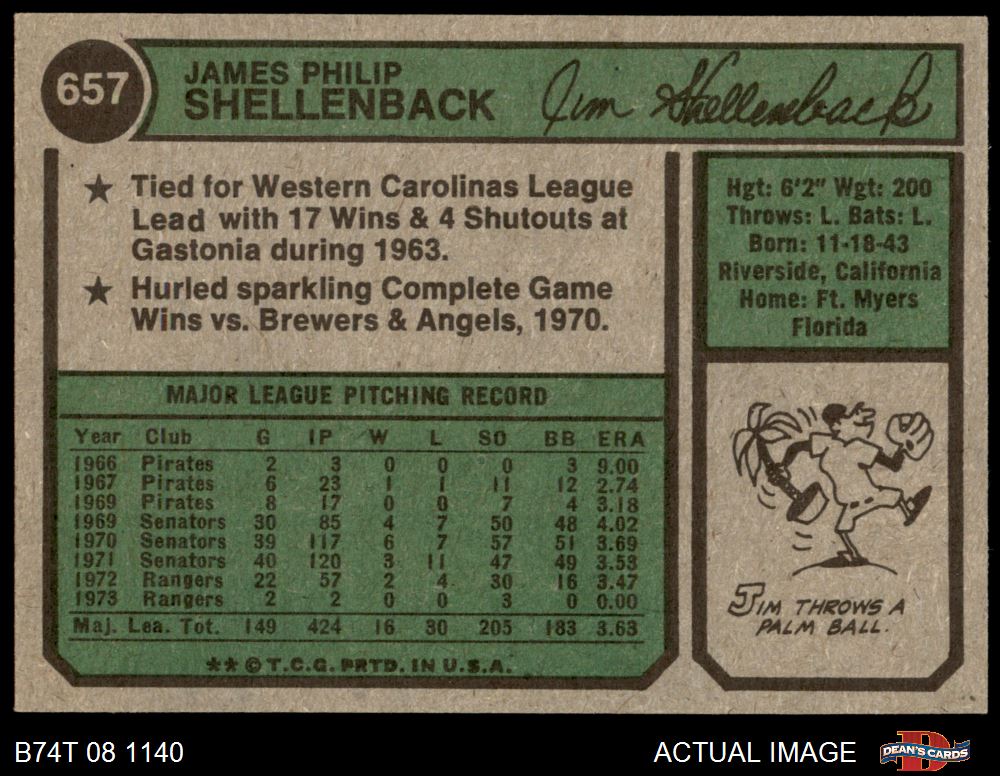 657
JAMES PHILIP
SHELLENBACK
Jim Shellenback
★ Tied for Western Carolinas League
Lead with 17 Wins & 4 Shutouts at
Gastonia during 1963.
★ Hurled sparkling Complete Game
Wins vs. Brewers & Angels, 1970.
Hgt: 6'2" Wgt: 200
Throws: L. Bats: L.
Born: 11-18-43
Riverside, California
Home: Ft. Myers
Florida
MAJOR LEAGUE PITCHING RECORD
Year Club G IP W L SO BB ERA
1966 Pirates 2 3 0 0 0 3 9.00
1967 Pirates 6 23 1 1 11 12 2.74
1969 Pirates 8 17 0 0 7 4 3.18
1969 Senators 30 85 4 7 50 48 4.02
1970 Senators 39 117 6 7 57 51 3.69
1971 Senators 40 120 3 11 47 49 3.53
1972 Rangers 22 57 2 4 30 16 3.47
1973 Rangers 2 2 0 0 3 0 0.00
Maj. Lea. Tot. 149 424 16 30 205 183 3.63
** © T.C.G. PRTD. IN U.S.A.
JIM THROWS A
PALM BALL.
B74T 08 1140
ACTUAL IMAGE
D
DEAN'S CARDS